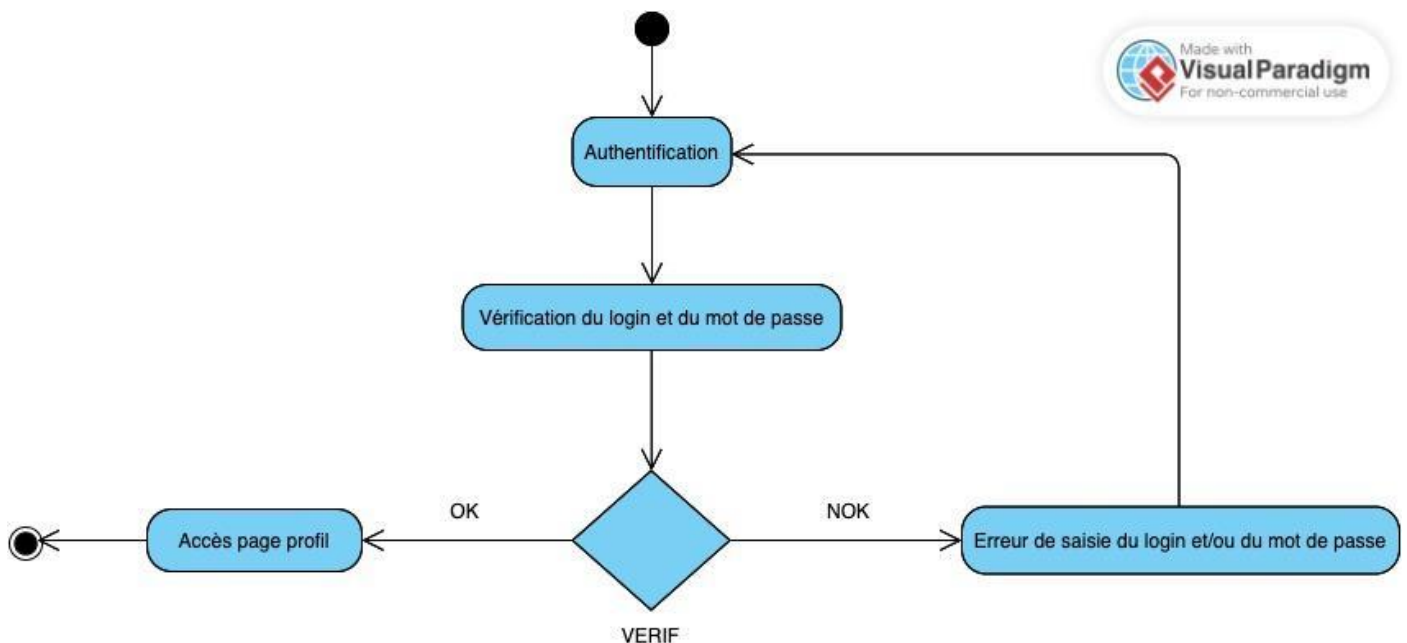 Made with
Visual Paradigm
For non-commercial use
Authentification
Vérification du login et du mot de passe
OK
NOK
Accès page profil
Erreur de saisie du login et/ou du mot de passe
VERIF